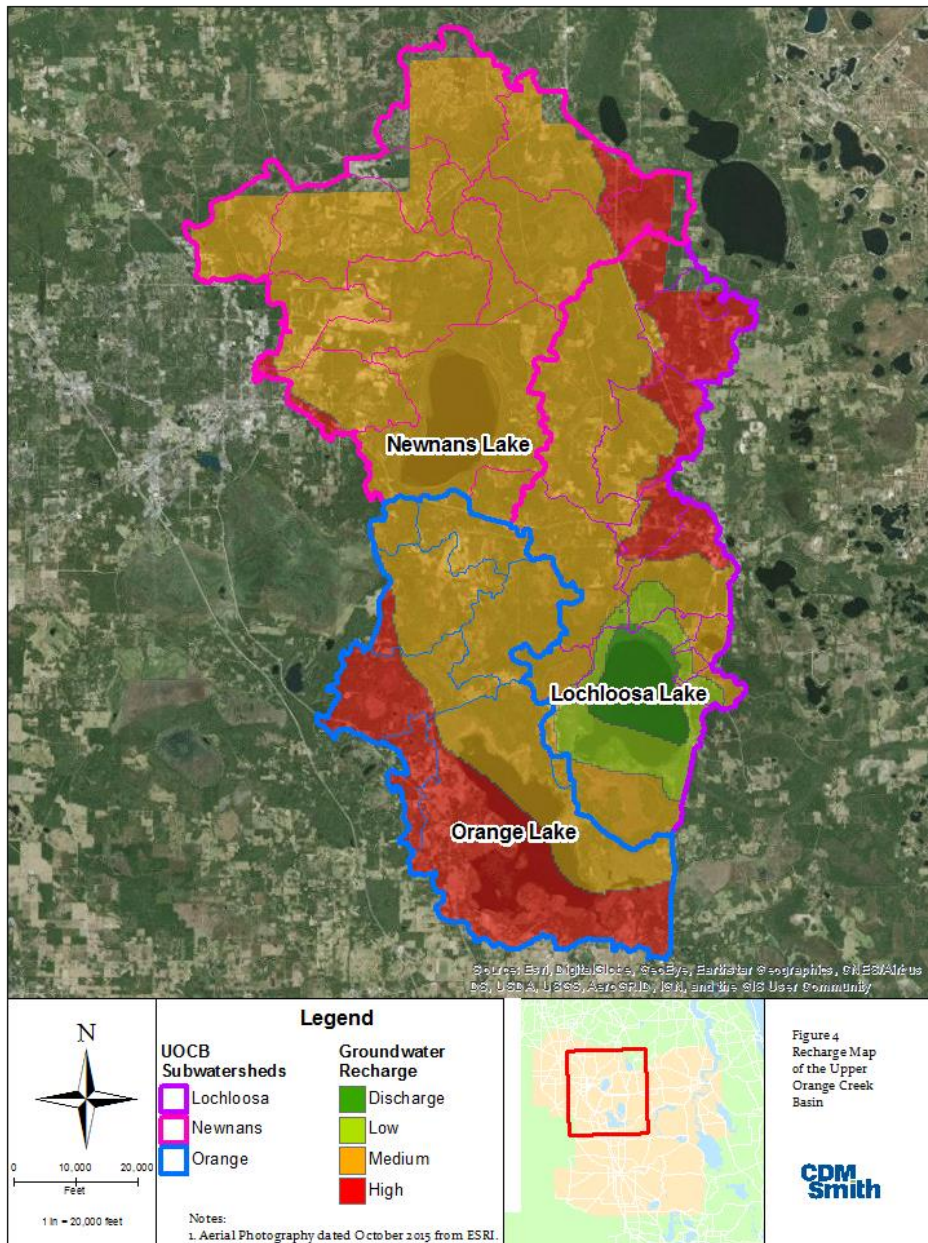 Newnans Lake
Lochloosa Lake
Orange Lake
Source: Esri, DigitalGlobe, GeoEye, Earthstar Geographics, CNES/Airbus
DS, USDA, USGS, AeroGRID, IGN, and the GIS User Community
N
0 10,000 20,000
Feet
1 in = 20,000 feet
Legend
UOCB
Subwatersheds
Lochloosa
Newnans
Orange
Groundwater
Recharge
Discharge
Low
Medium
High
Notes:
1. Aerial Photography dated October 2015 from ESRI.
Figure 4
Recharge Map
of the Upper
Orange Creek
Basin
CDM
Smith